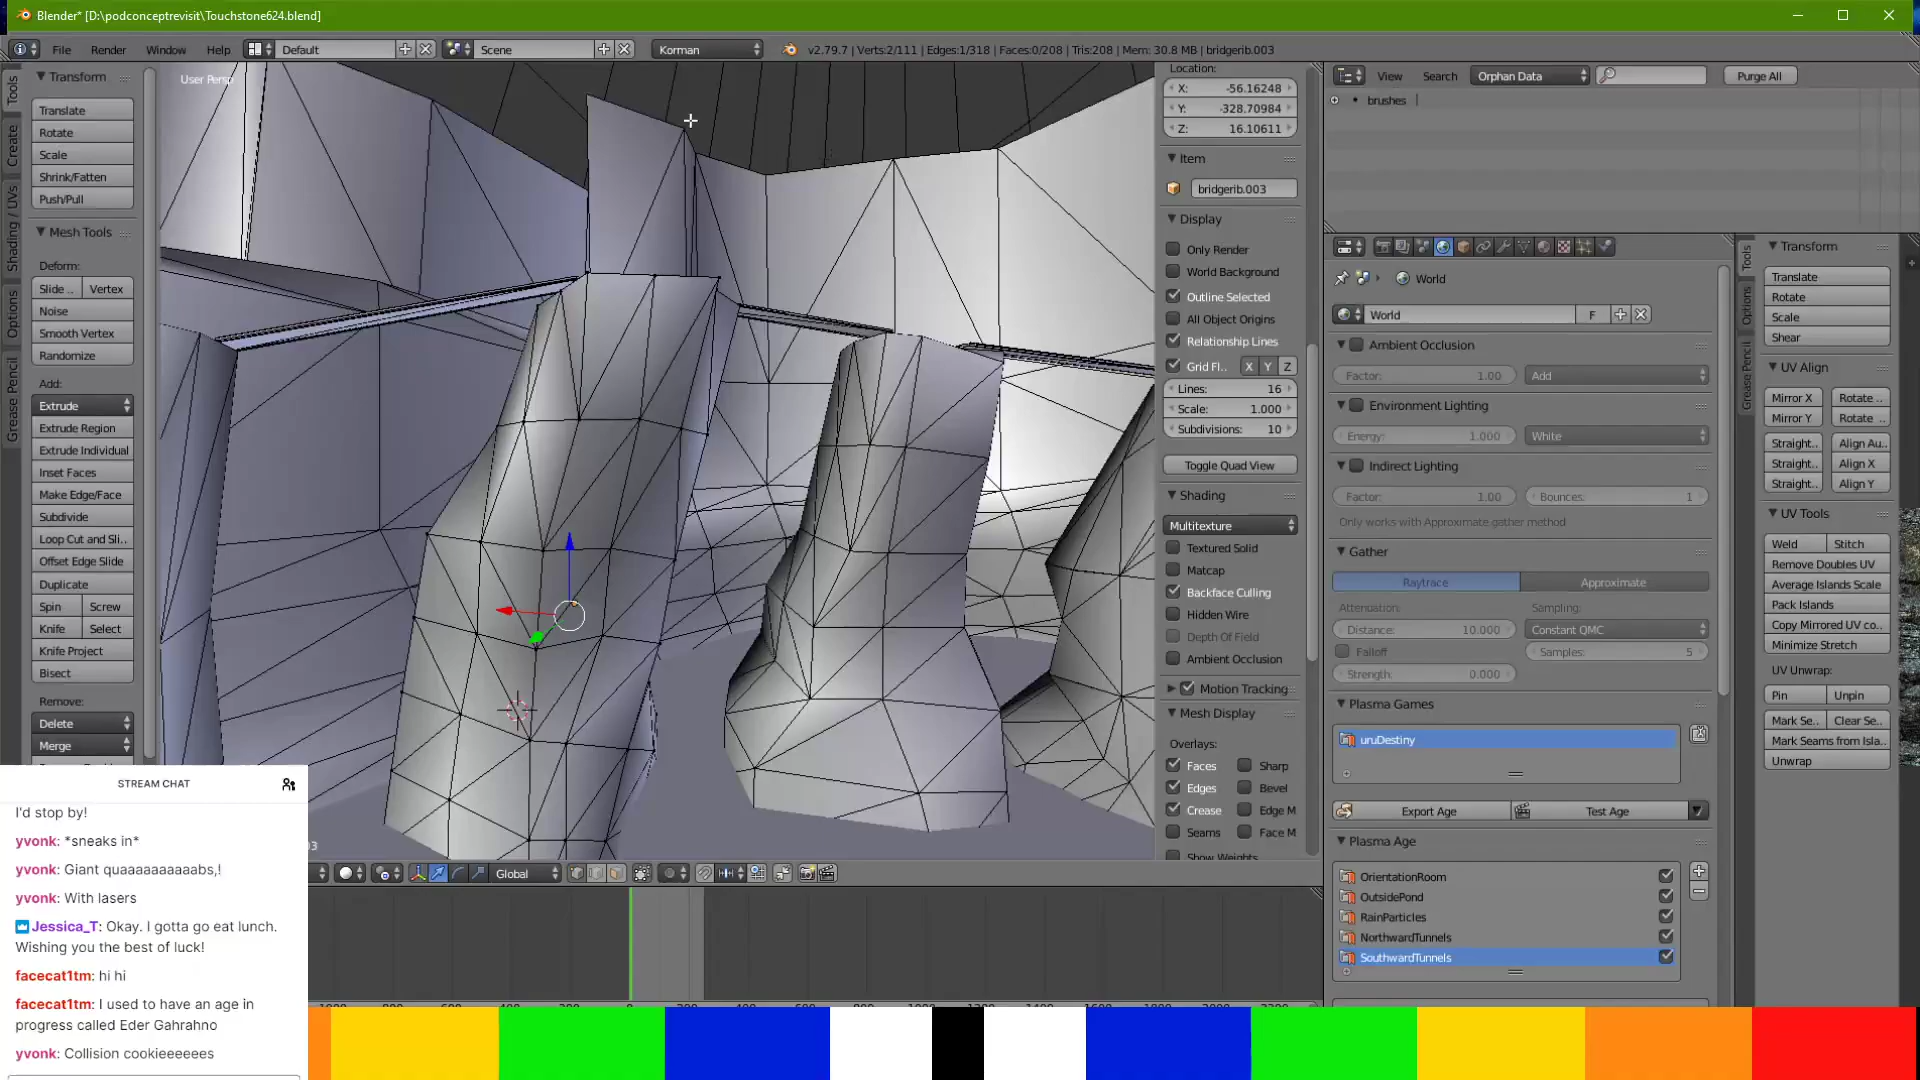 Blender* [D:\podconceptrevisit\Touchstone624.blend]
File Render Window Help Default Scene Korman v2.79.7 | Verts:2/111 | Edges:1/318 | Faces:0/208 | Tris:208 | Mem: 30.8 MB | bridgerib.003
Tools
Create
Shading / UVs
Options
Grease Pencil
Transform
Translate
Rotate
Scale
Shrink/Fatten
Push/Pull
Mesh Tools
Deform:
Slide .. Vertex
Noise
Smooth Vertex
Randomize
Add:
Extrude
Extrude Region
Extrude Individual
Inset Faces
Make Edge/Face
Subdivide
Loop Cut and Sli..
Offset Edge Slide
Duplicate
Spin Screw
Knife Select
Knife Project
Bisect
Remove:
Delete
Merge
User Persp
Global
Location:
X: -56.16248
Y: -328.70984
Z: 16.10611
Item
bridgerib.003
Display
Only Render
World Background
Outline Selected
All Object Origins
Relationship Lines
Grid Fl.. X Y Z
Lines: 16
Scale: 1.000
Subdivisions: 10
Toggle Quad View
Shading
Multitexture
Textured Solid
Matcap
Backface Culling
Hidden Wire
Depth Of Field
Ambient Occlusion
Motion Tracking
Mesh Display
Overlays:
Faces Sharp
Edges Bevel
Crease Edge M
Seams Face M
Show Weights
View Search Orphan Data Purge All
brushes
World
World F
Ambient Occlusion
Factor: 1.00 Add
Environment Lighting
Energy: 1.000 White
Indirect Lighting
Factor: 1.00 Bounces: 1
Only works with Approximate gather method
Gather
Raytrace Approximate
Attenuation: Sampling:
Distance: 10.000 Constant QMC
Falloff Samples: 5
Strength: 0.000
Plasma Games
uruDestiny
Export Age Test Age
Plasma Age
OrientationRoom
OutsidePond
RainParticles
NorthwardTunnels
SouthwardTunnels
Tools
Options
Grease Pencil
Transform
Translate
Rotate
Scale
Shear
UV Align
Mirror X Rotate ..
Mirror Y Rotate ..
Straight.. Align Au..
Straight.. Align X
Straight.. Align Y
UV Tools
Weld Stitch
Remove Doubles UV
Average Islands Scale
Pack Islands
Copy Mirrored UV co..
Minimize Stretch
UV Unwrap:
Pin Unpin
Mark Se.. Clear Se..
Mark Seams from Isla..
Unwrap
STREAM CHAT
I'd stop by!
yvonk: *sneaks in*
yvonk: Giant quaaaaaaaaaabs,!
yvonk: With lasers
Jessica_T: Okay. I gotta go eat lunch.
Wishing you the best of luck!
facecat1tm: hi hi
facecat1tm: I used to have an age in
progress called Eder Gahrahno
yvonk: Collision cookieeeeees